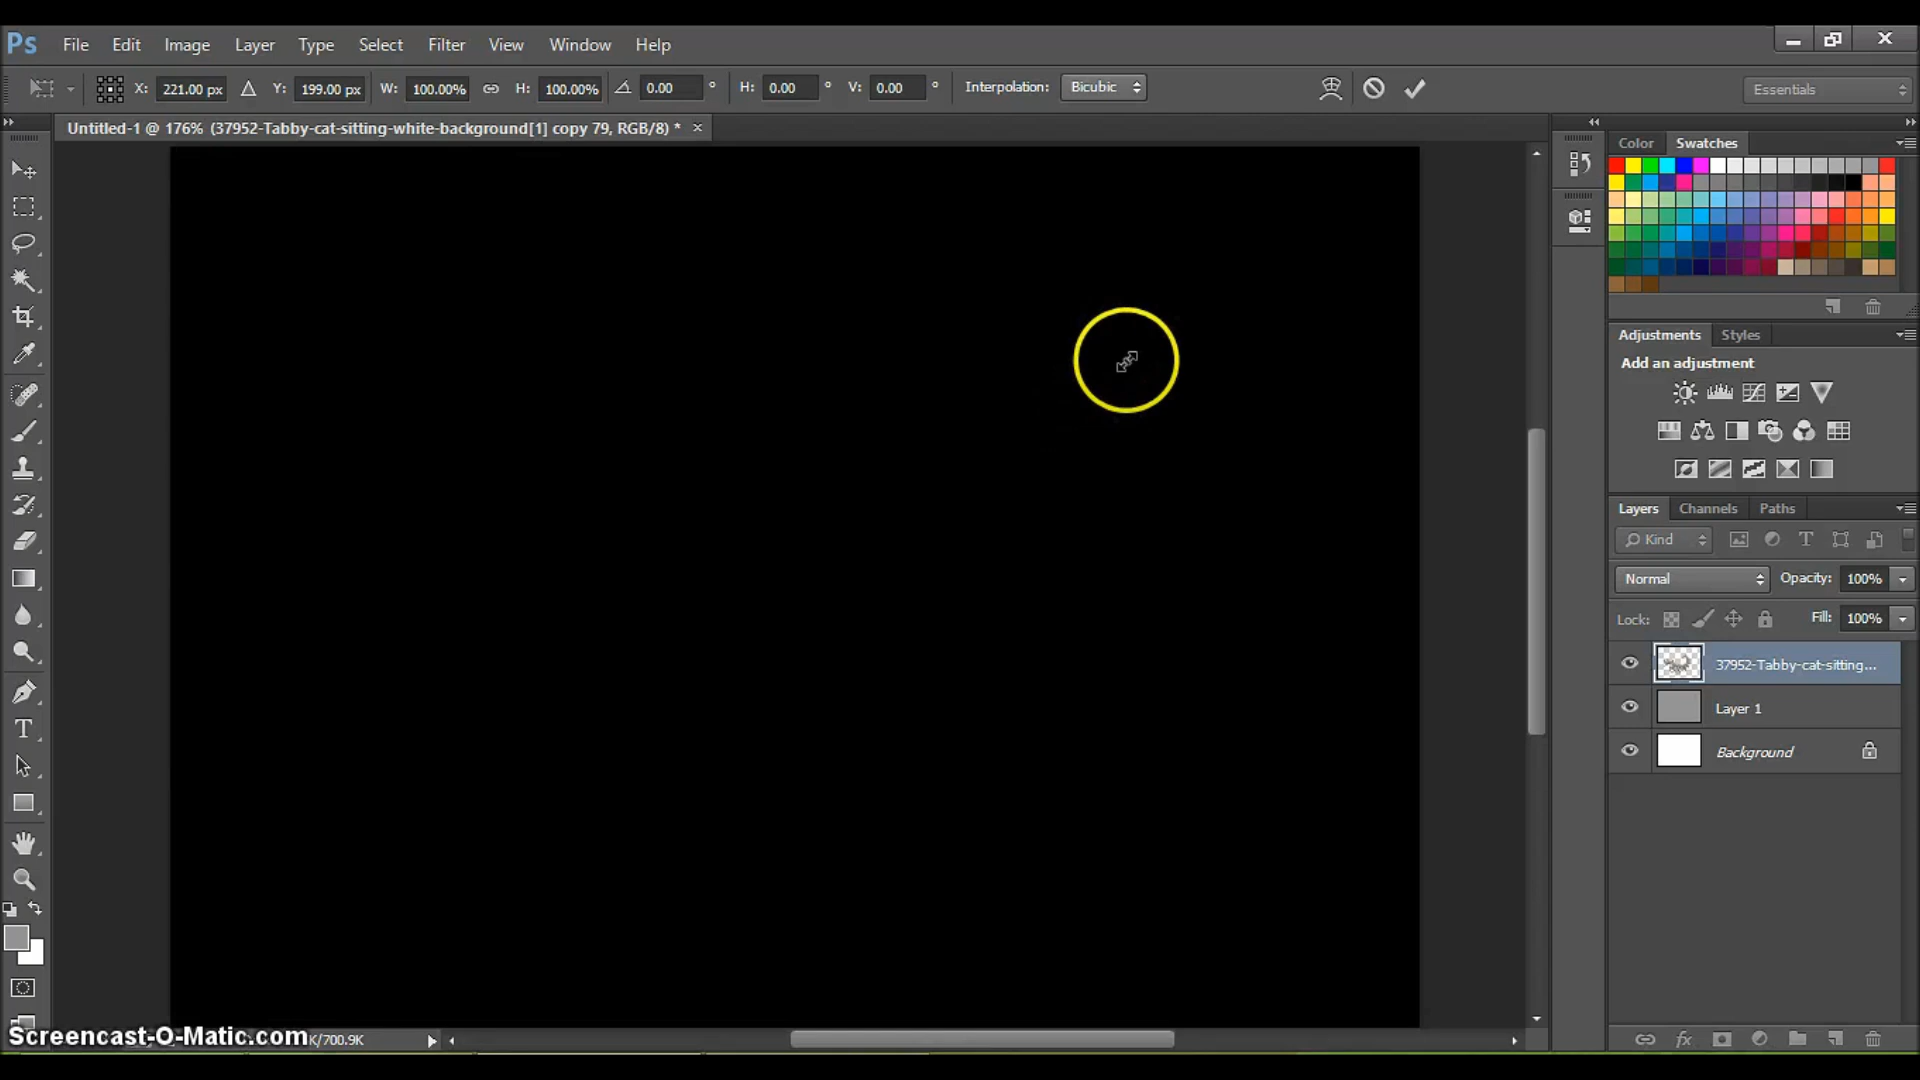 Ps File Edit Image Layer Type Select Filter View Window Help
X: 221.00 px Y: 199.00 px W: 100.00% H: 100.00% 0.00 ° H: 0.00 ° V: 0.00 ° Interpolation: Bicubic Essentials
Untitled-1 @ 176% (37952-Tabby-cat-sitting-white-background[1] copy 79, RGB/8) * ×
Color Swatches
Adjustments Styles
Add an adjustment
Layers Channels Paths
Kind
Normal Opacity: 100%
Lock: Fill: 100%
37952-Tabby-cat-sitting...
Layer 1
Background
Screencast-O-Matic.com K/700.9K